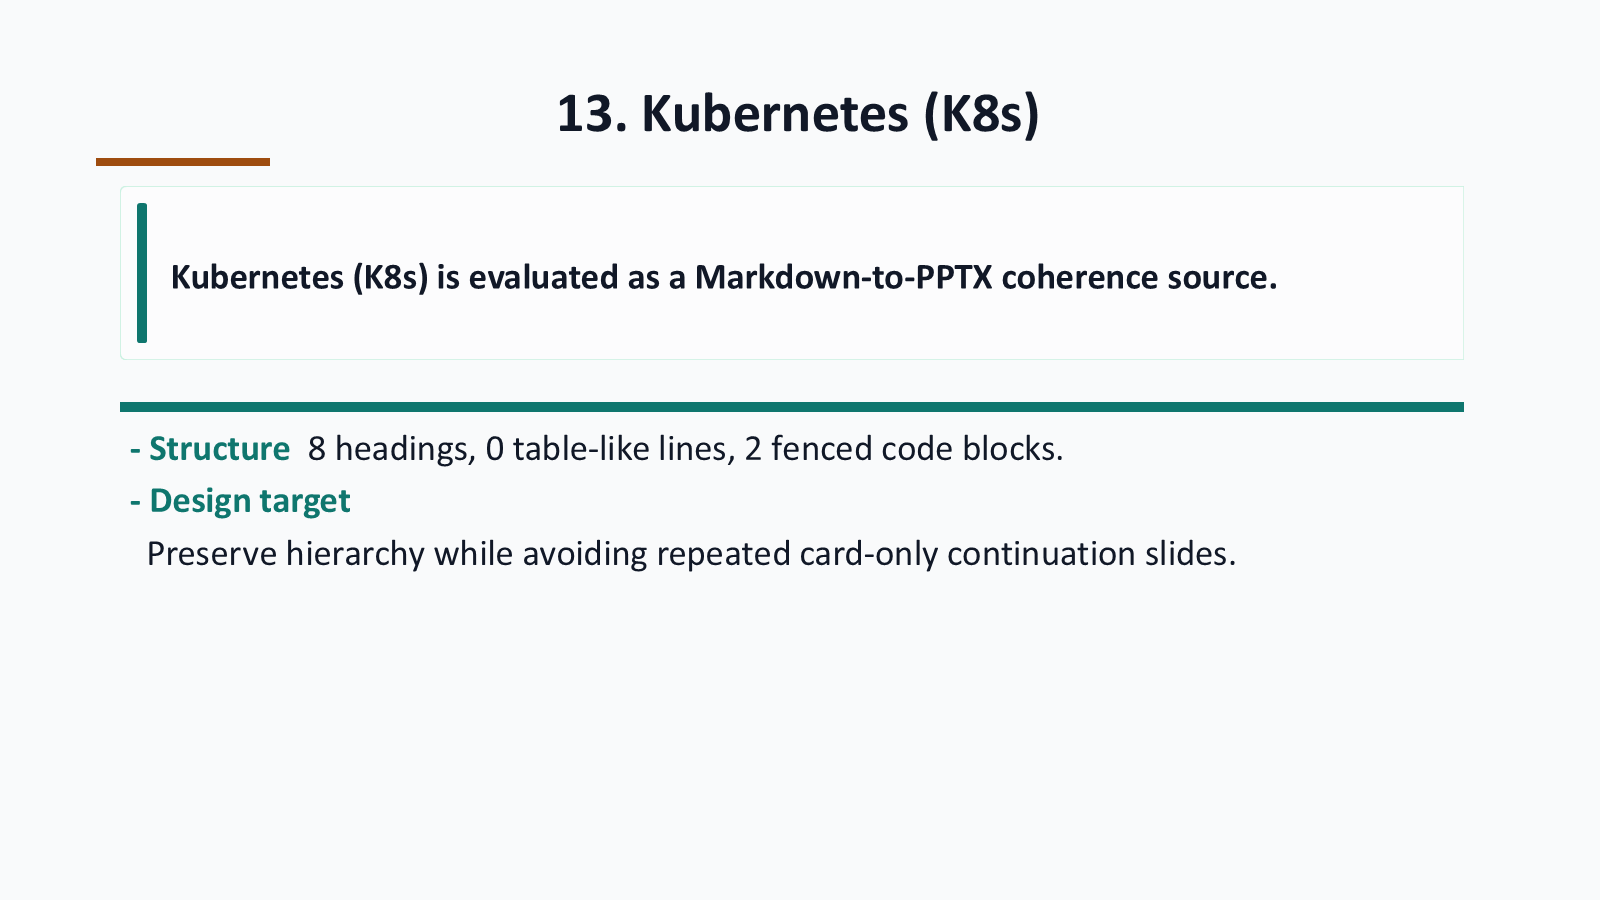 13. Kubernetes (K8s)
Kubernetes (K8s) is evaluated as a Markdown-to-PPTX coherence source.
- Structure  8 headings, 0 table-like lines, 2 fenced code blocks.
- Design target
Preserve hierarchy while avoiding repeated card-only continuation slides.